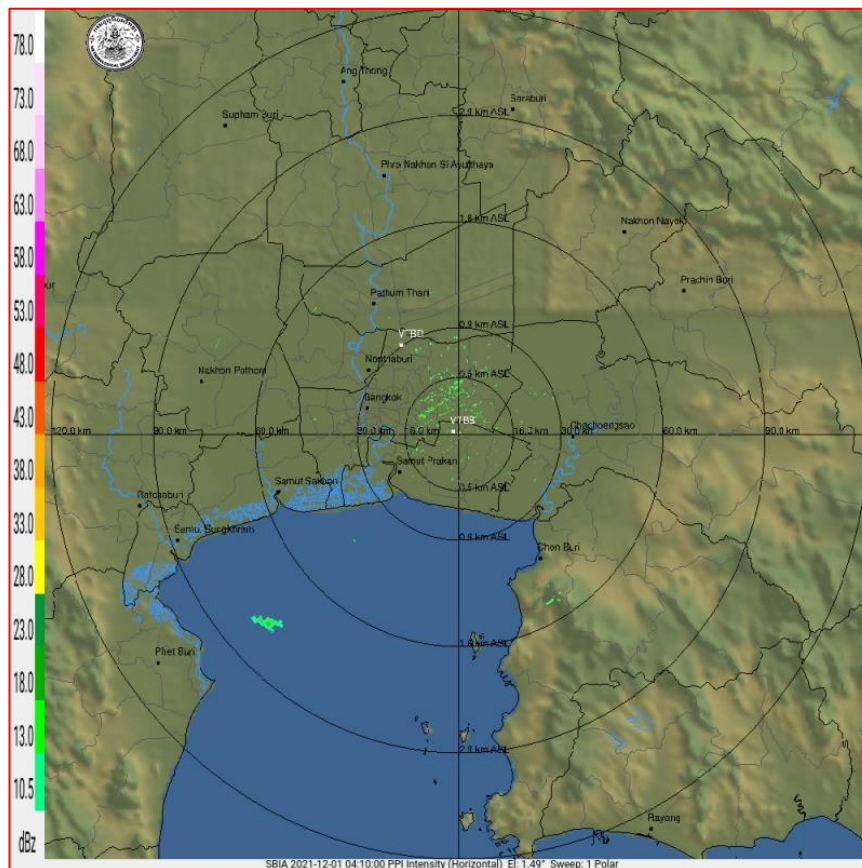 78.0
73.0
68.0
63.0
58.0
53.0
48.0
43.0
38.0
33.0
28.0
23.0
18.0
13.0
10.5
dBz
Ang Thong
Saraburi
Supham Buri
2.9 km ASL
Phra Nakhon Si Ayutthaya
1.8 km ASL
Nakhon Nayok
Prachin Buri
Pathum Thani
0.9 km ASL
VTBD
Nonthaburi
Nakhon Pathom
0.5 km ASL
Bangkok
VTBS
Chachoengsao
120.0 km
90.0 km
60.0 km
30.0 km
16.0 km
16.2 km
30.0 km
60.0 km
90.0 km
Samut Prakan
Samut Sakhon
0.5 km ASL
Ratchaburi
Samut Songkhram
0.9 km ASL
Chon Buri
1.8 km ASL
Phet Buri
2.9 km ASL
Rayong
SBIA 2021-12-01 04:10:00 PPI Intensity (Horizontal) El: 1.49° Sweep: 1 Polar